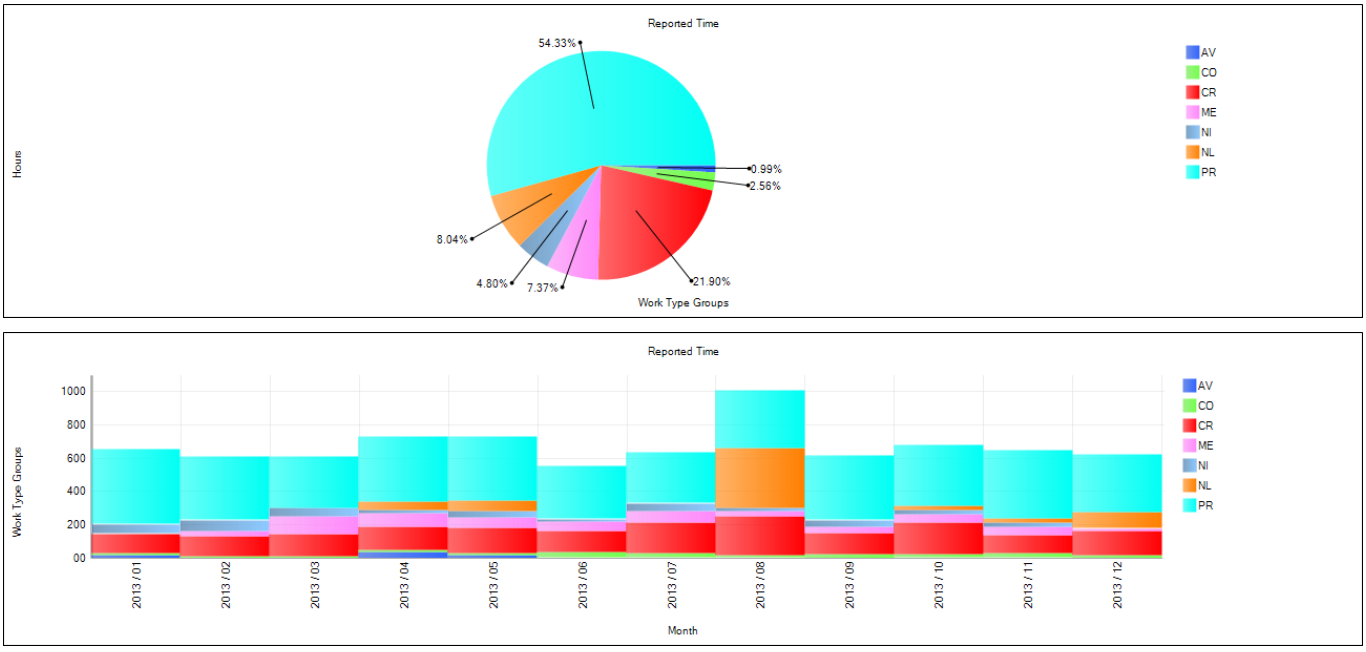 Reported Time
54.33%
AV
CO
CR
ME
NI
NL
PR
Hours
0.99%
2.56%
8.04%
4.80%
7.37%
21.90%
Work Type Groups
Reported Time
1000
800
600
400
200
00
Work Type Groups
AV
CO
CR
ME
NI
NL
PR
2013 / 01
2013 / 02
2013 / 03
2013 / 04
2013 / 05
2013 / 06
2013 / 07
2013 / 08
2013 / 09
2013 / 10
2013 / 11
2013 / 12
Month